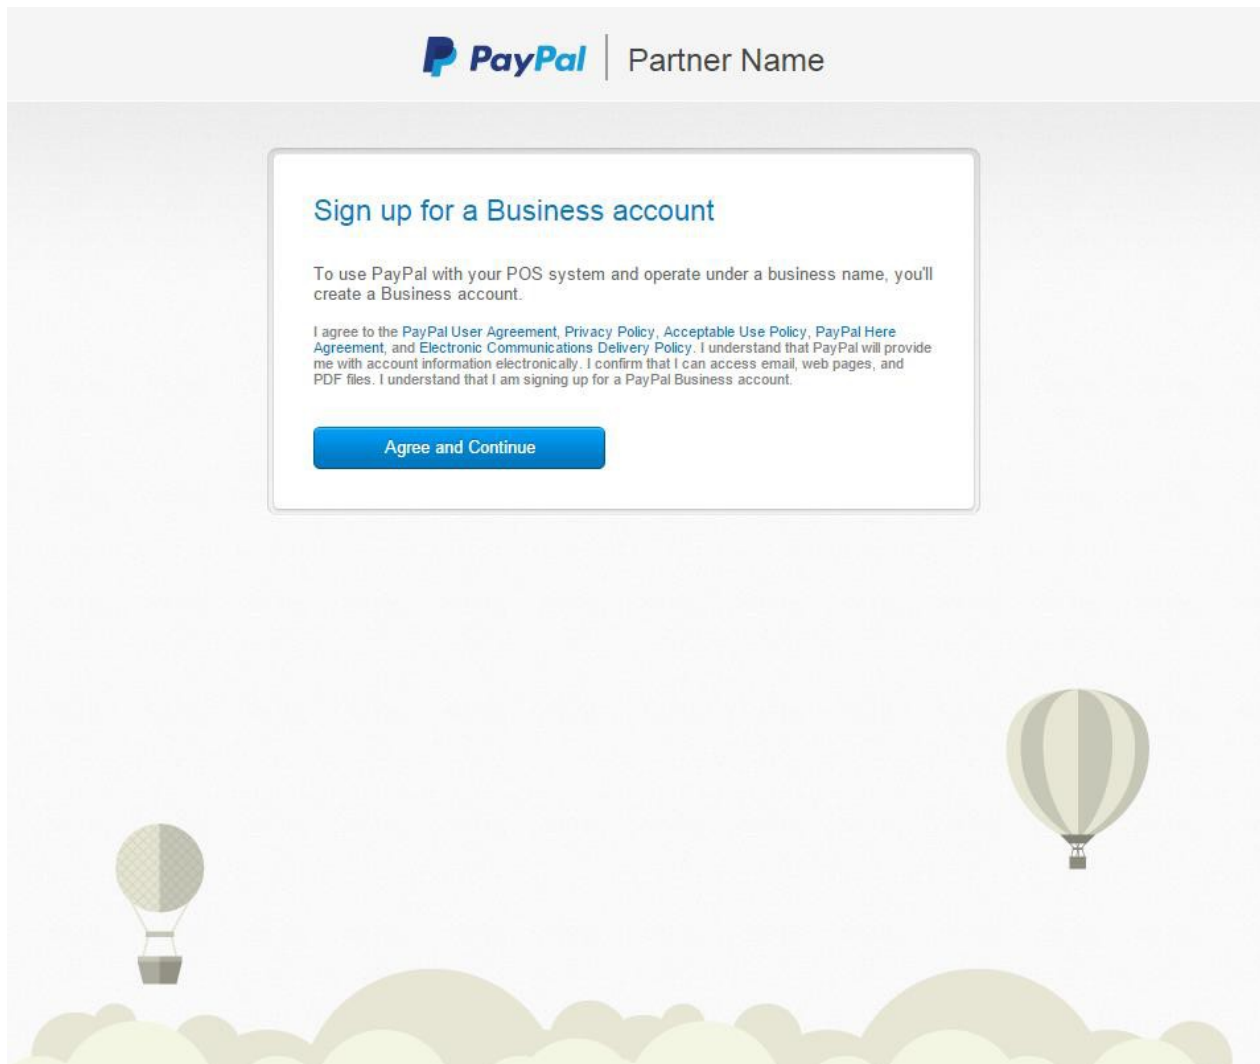 PayPal | Partner Name
Sign up for a Business account
To use PayPal with your POS system and operate under a business name, you'll
create a Business account.
I agree to the PayPal User Agreement, Privacy Policy, Acceptable Use Policy, PayPal Here
Agreement, and Electronic Communications Delivery Policy. I understand that PayPal will provide
me with account information electronically. I confirm that I can access email, web pages, and
PDF files. I understand that I am signing up for a PayPal Business account.
Agree and Continue